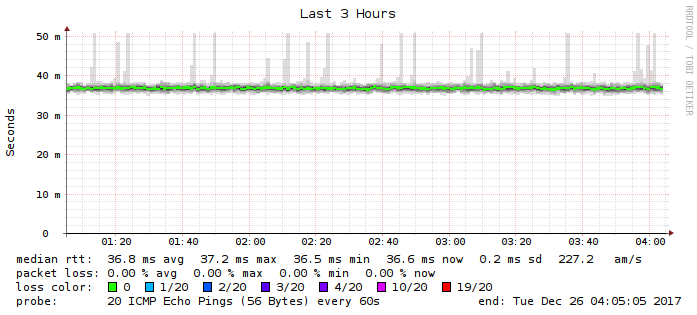 Last 3 Hours
RRDTOOL / TOBI OETIKER
Seconds
50 m
40 m
30 m
20 m
10 m
0
01:20 01:40 02:00 02:20 02:40 03:00 03:20 03:40 04:00
median rtt: 36.8 ms avg 37.2 ms max 36.5 ms min 36.6 ms now 0.2 ms sd 227.2 am/s
packet loss: 0.00 % avg 0.00 % max 0.00 % min 0.00 % now
loss color: 0 1/20 2/20 3/20 4/20 10/20 19/20
probe: 20 ICMP Echo Pings (56 Bytes) every 60s end: Tue Dec 26 04:05:05 2017